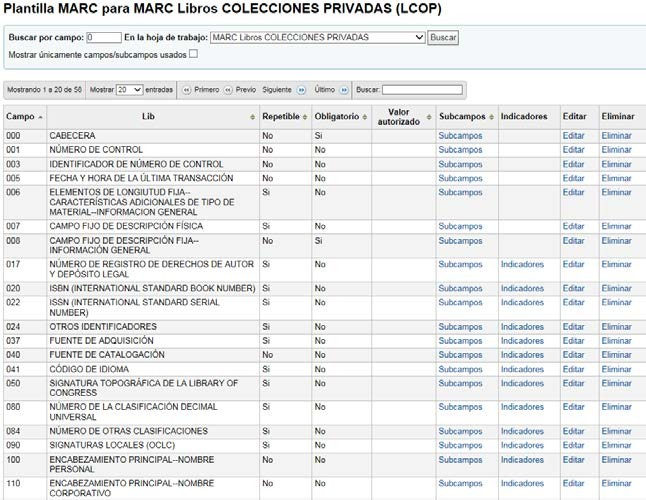 Plantilla MARC para MARC Libros COLECCIONES PRIVADAS (LCOP)
Buscar por campo: 0 En la hoja de trabajo: MARC Libros COLECCIONES PRIVADAS Buscar
Mostrar únicamente campos/subcampos usados
Mostrando 1 a 20 de 56 Mostrar 20 entradas Primero Previo Siguiente Último Buscar:
Campo Lib Repetible Obligatorio Valor autorizado Subcampos Indicadores Editar Eliminar
000 CABECERA No Si Subcampos Editar Eliminar
001 NÚMERO DE CONTROL No No Subcampos Editar Eliminar
003 IDENTIFICADOR DE NÚMERO DE CONTROL No No Subcampos Editar Eliminar
005 FECHA Y HORA DE LA ÚLTIMA TRANSACCIÓN No No Subcampos Editar Eliminar
006 ELEMENTOS DE LONGIUTUD FIJA-- Si No Subcampos Editar Eliminar
CARACTERÍSTICAS ADICIONALES DE TIPO DE
MATERIAL--INFORMACION GENERAL
007 CAMPO FIJO DE DESCRIPCIÓN FÍSICA Si No Subcampos Editar Eliminar
008 CAMPO FIJO DE DESCRIPCIÓN FIJA-- No Si Subcampos Editar Eliminar
INFORMACIÓN GENERAL
017 NÚMERO DE REGISTRO DE DERECHOS DE AUTOR Si No Subcampos Indicadores Editar Eliminar
Y DEPÓSITO LEGAL
020 ISBN (INTERNATIONAL STANDARD BOOK NUMBER) Si No Subcampos Indicadores Editar Eliminar
022 ISSN (INTERNATIONAL STANDARD SERIAL Si No Subcampos Indicadores Editar Eliminar
NUMBER)
024 OTROS IDENTIFICADORES Si No Subcampos Indicadores Editar Eliminar
037 FUENTE DE ADQUISICIÓN Si No Subcampos Indicadores Editar Eliminar
040 FUENTE DE CATALOGACIÓN No No Subcampos Indicadores Editar Eliminar
041 CÓDIGO DE IDIOMA Si No Subcampos Indicadores Editar Eliminar
050 SIGNATURA TOPOGRÁFICA DE LA LIBRARY OF Si No Subcampos Indicadores Editar Eliminar
CONGRESS
080 NÚMERO DE LA CLASIFICACIÓN DECIMAL Si No Subcampos Indicadores Editar Eliminar
UNIVERSAL
084 NÚMERO DE OTRAS CLASIFICACIONES Si No Subcampos Indicadores Editar Eliminar
090 SIGNATURAS LOCALES (OCLC) Si No Subcampos Indicadores Editar Eliminar
100 ENCABEZAMIENTO PRINCIPAL--NOMBRE No No Subcampos Indicadores Editar Eliminar
PERSONAL
110 ENCABEZAMIENTO PRINCIPAL--NOMBRE No No Subcampos Indicadores Editar Eliminar
CORPORATIVO